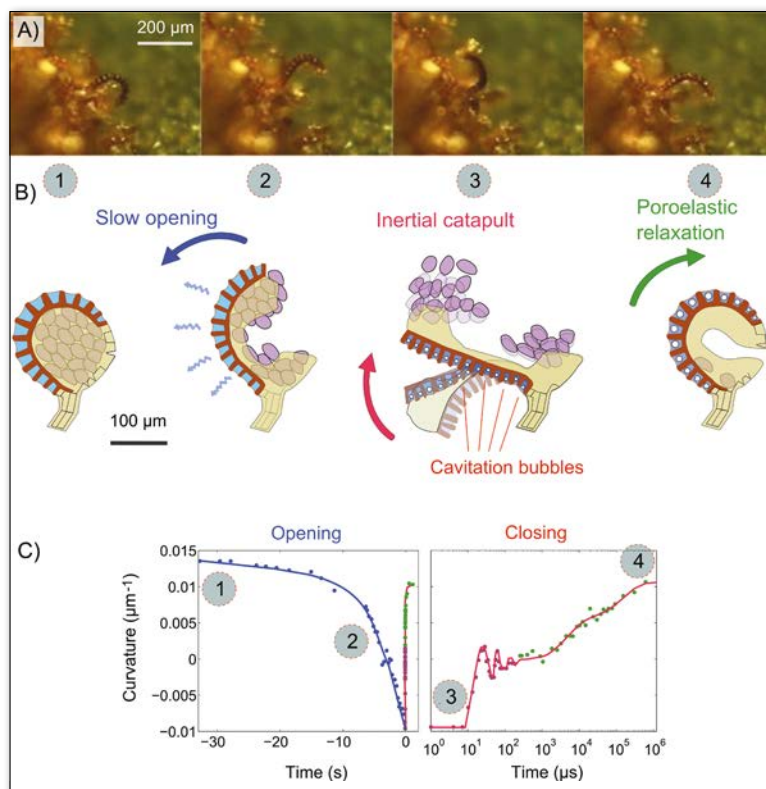 A)
200 µm
1 2 3 4
B)
Slow opening
Inertial catapult
Poroelastic
relaxation
100 µm
Cavitation bubbles
C)
Opening
Closing
Curvature (µm⁻¹)
0.015
0.010
0.005
0
−0.005
−0.01
1
2
3
4
−30 −20 −10 0
10⁰ 10¹ 10² 10³ 10⁴ 10⁵ 10⁶
Time (s)
Time (µs)